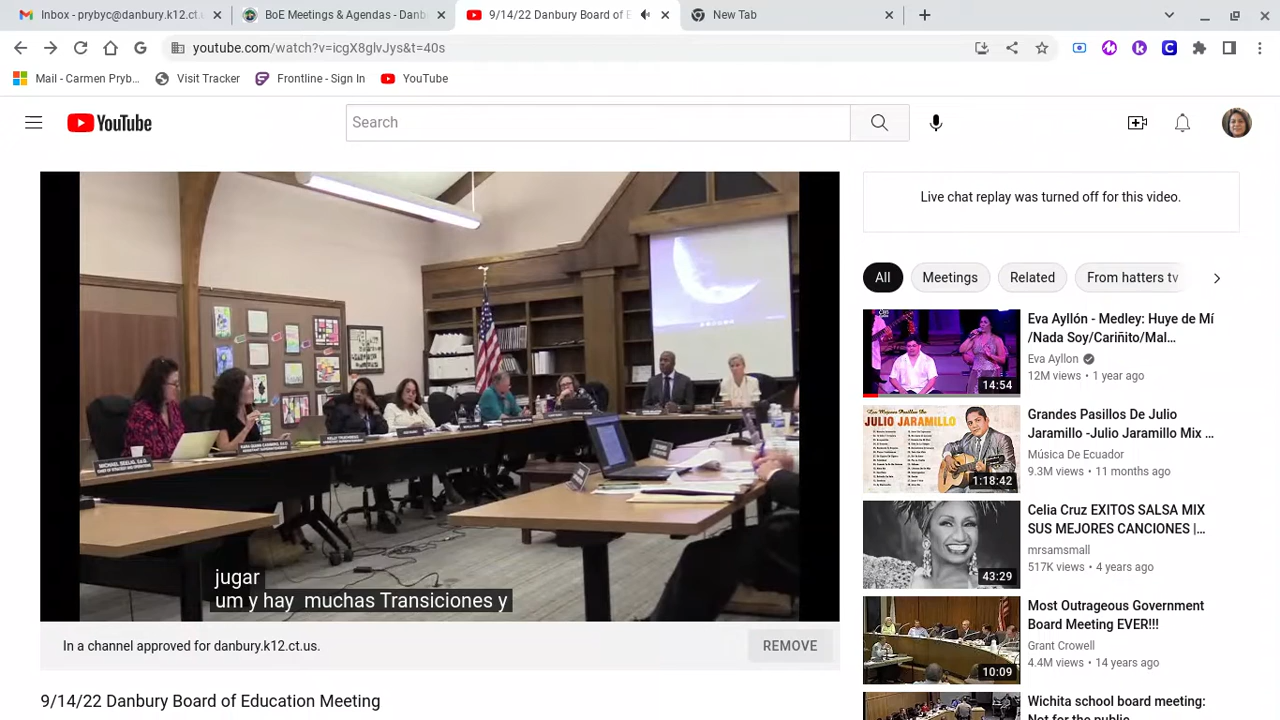 Inbox - prybyc@danbury.k12.ct.u
BoE Meetings & Agendas - Danb
9/14/22 Danbury Board of E
New Tab
youtube.com/watch?v=icgX8glvJys&t=40s
Mail - Carmen Pryb...
Visit Tracker
Frontline - Sign In
YouTube
YouTube
Search
Live chat replay was turned off for this video.
All
Meetings
Related
From hatters tv
Eva Ayllón - Medley: Huye de Mí
/Nada Soy/Cariñito/Mal...
Eva Ayllon
12M views • 1 year ago
14:54
JULIO JARAMILLO
1:18:42
Grandes Pasillos De Julio
Jaramillo -Julio Jaramillo Mix ...
Música De Ecuador
9.3M views • 11 months ago
43:29
Celia Cruz EXITOS SALSA MIX
SUS MEJORES CANCIONES |...
mrsamsmall
517K views • 4 years ago
10:09
Most Outrageous Government
Board Meeting EVER!!!
Grant Crowell
4.4M views • 14 years ago
Wichita school board meeting:
Not for the public
jugar
um y hay muchas Transiciones y
In a channel approved for danbury.k12.ct.us.
REMOVE
9/14/22 Danbury Board of Education Meeting